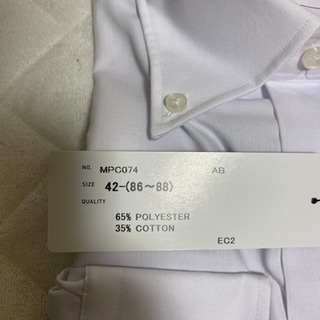 NO. MPC074 AB
SIZE 42-(86～88)
QUALITY
65% POLYESTER
35% COTTON
EC2